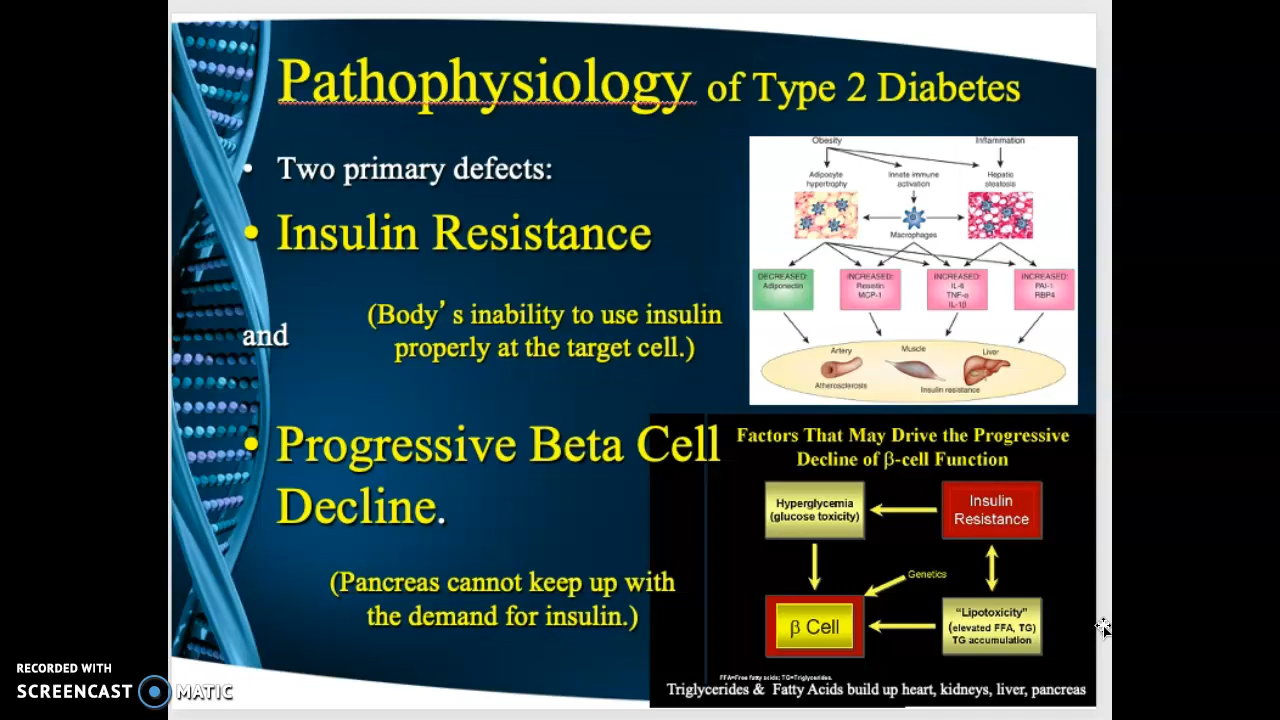 Pathophysiology of Type 2 Diabetes
• Two primary defects:
• Insulin Resistance
(Body's inability to use insulin
and
properly at the target cell.)
• Progressive Beta Cell
Decline.
(Pancreas cannot keep up with
the demand for insulin.)
Obesity
Inflammation
Adipocyte
hypertrophy
Innate immune
activation
Hepatic
steatosis
Macrophages
DECREASED:
Adiponectin
INCREASED:
Resistin
MCP-1
INCREASED:
IL-6
TNF-α
IL-1β
INCREASED:
PAI-1
RBP4
Artery
Muscle
Liver
Atherosclerosis
Insulin resistance
Factors That May Drive the Progressive
Decline of β-cell Function
Hyperglycemia
(glucose toxicity)
Insulin
Resistance
Genetics
β Cell
“Lipotoxicity”
(elevated FFA, TG)
TG accumulation
FFA=Free fatty acids; TG=Triglycerides.
Triglycerides & Fatty Acids build up heart, kidneys, liver, pancreas
RECORDED WITH
SCREENCAST MATIC